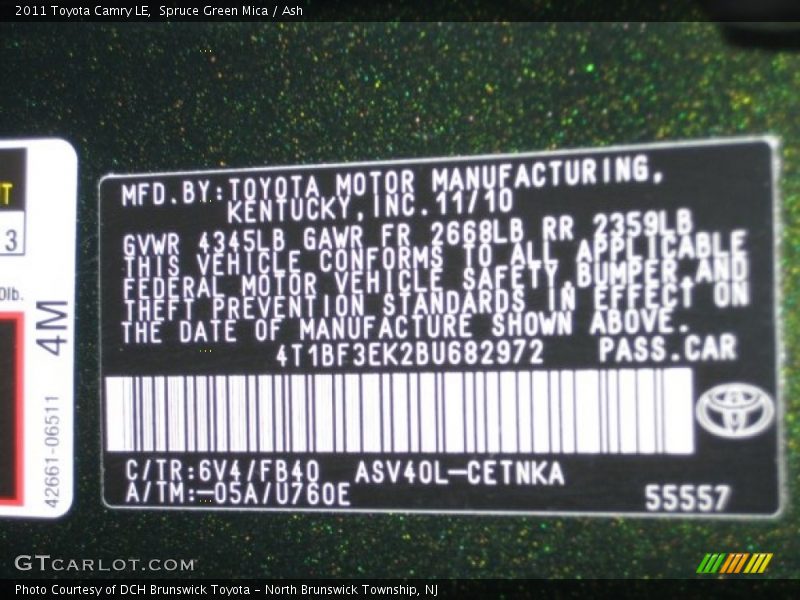 2011 Toyota Camry LE,  Spruce Green Mica / Ash
3
0lb.
4M
42661-06511
MFD.BY:TOYOTA MOTOR MANUFACTURING,
KENTUCKY,INC.11/10
GVWR 4345LB GAWR FR 2668LB RR 2359LB
THIS VEHICLE CONFORMS TO ALL APPLICABLE
FEDERAL MOTOR VEHICLE SAFETY,BUMPER,AND
THEFT PREVENTION STANDARDS IN EFFECT ON
THE DATE OF MANUFACTURE SHOWN ABOVE.
4T1BF3EK2BU682972 PASS.CAR
C/TR:6V4/FB40 ASV40L-CETNKA
A/TM:-05A/U760E
55557
GTCARLOT.COM
Photo Courtesy of DCH Brunswick Toyota - North Brunswick Township, NJ